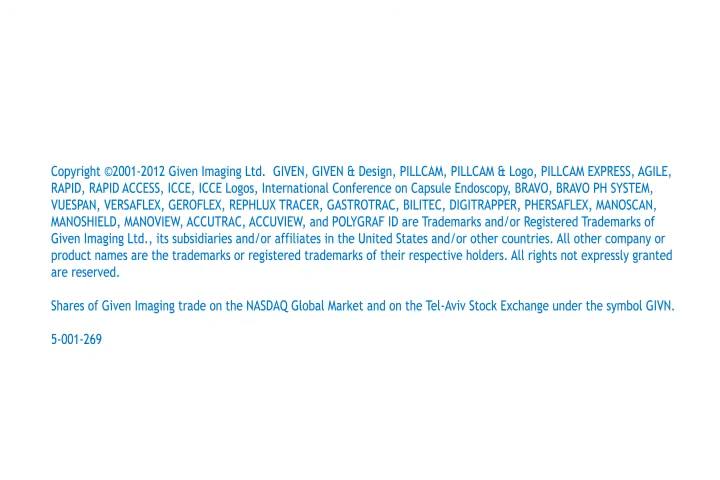 Copyright ©2001-2012 Given Imaging Ltd.  GIVEN, GIVEN & Design, PILLCAM, PILLCAM & Logo, PILLCAM EXPRESS, AGILE,
RAPID, RAPID ACCESS, ICCE, ICCE Logos, International Conference on Capsule Endoscopy, BRAVO, BRAVO PH SYSTEM,
VUESPAN, VERSAFLEX, GEROFLEX, REPHLUX TRACER, GASTROTRAC, BILITEC, DIGITRAPPER, PHERSAFLEX, MANOSCAN,
MANOSHIELD, MANOVIEW, ACCUTRAC, ACCUVIEW, and POLYGRAF ID are Trademarks and/or Registered Trademarks of
Given Imaging Ltd., its subsidiaries and/or affiliates in the United States and/or other countries. All other company or
product names are the trademarks or registered trademarks of their respective holders. All rights not expressly granted
are reserved.
Shares of Given Imaging trade on the NASDAQ Global Market and on the Tel-Aviv Stock Exchange under the symbol GIVN.
5-001-269